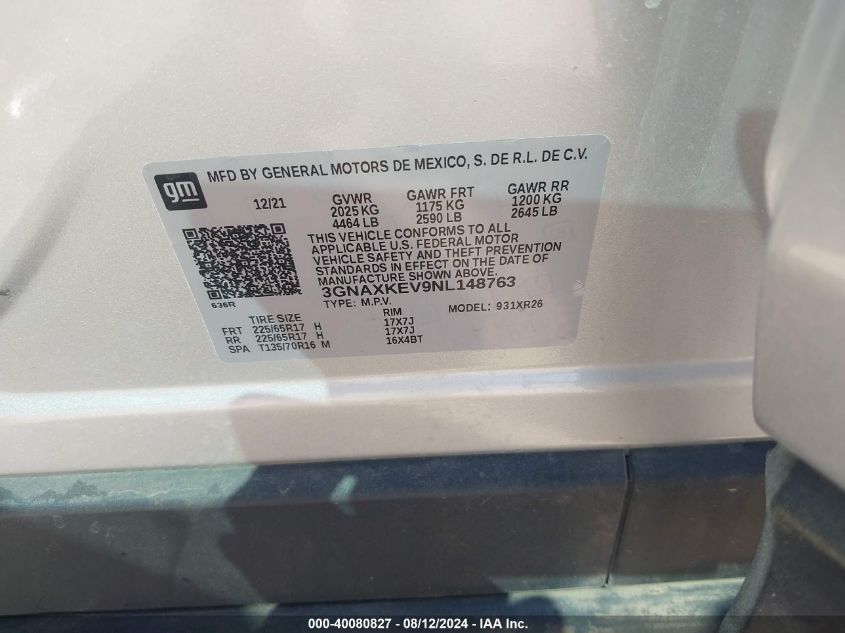 gm
MFD BY GENERAL MOTORS DE MEXICO, S. DE R.L. DE C.V.
12/21
GVWR GAWR FRT GAWR RR
2025 KG 1175 KG 1200 KG
4464 LB 2590 LB 2645 LB
THIS VEHICLE CONFORMS TO ALL
APPLICABLE U.S. FEDERAL MOTOR
VEHICLE SAFETY AND THEFT PREVENTION
STANDARDS IN EFFECT ON THE DATE OF
MANUFACTURE SHOWN ABOVE.
3GNAXKEV9NL148763
636R
TYPE: M.P.V. MODEL: 931XR26
TIRE SIZE RIM
FRT 225/65R17 H 17X7J
RR 225/65R17 H 17X7J
SPA T135/70R16 M 16X4BT
000-40080827 - 08/12/2024 - IAA Inc.